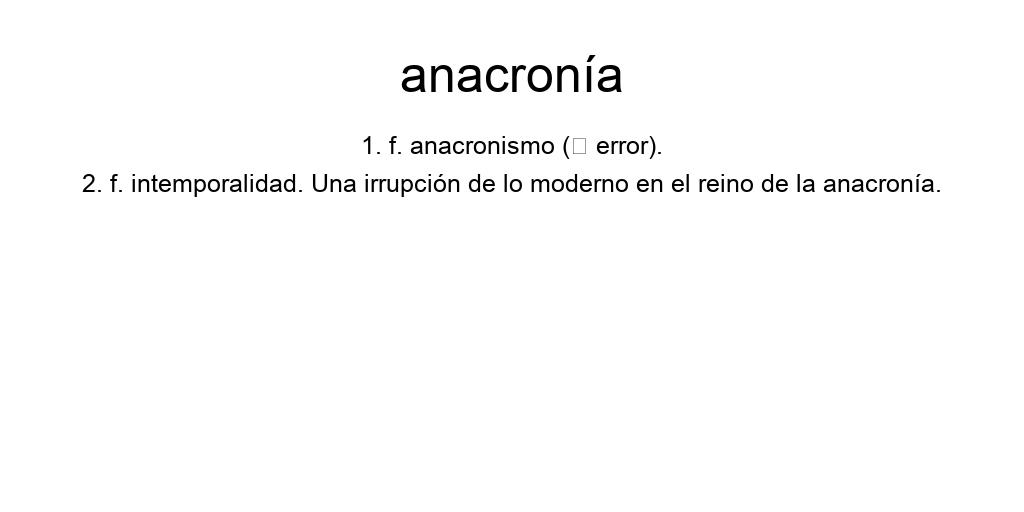 anacronía
1. f. anacronismo (□ error).
2. f. intemporalidad. Una irrupción de lo moderno en el reino de la anacronía.